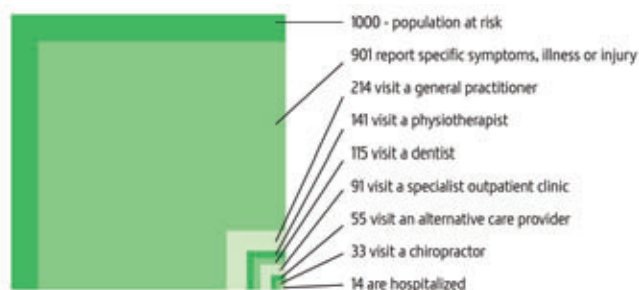 1000 - population at risk
901 report specific symptoms, illness or injury
214 visit a general practitioner
141 visit a physiotherapist
115 visit a dentist
91 visit a specialist outpatient clinic
55 visit an alternative care provider
33 visit a chiropractor
14 are hospitalized